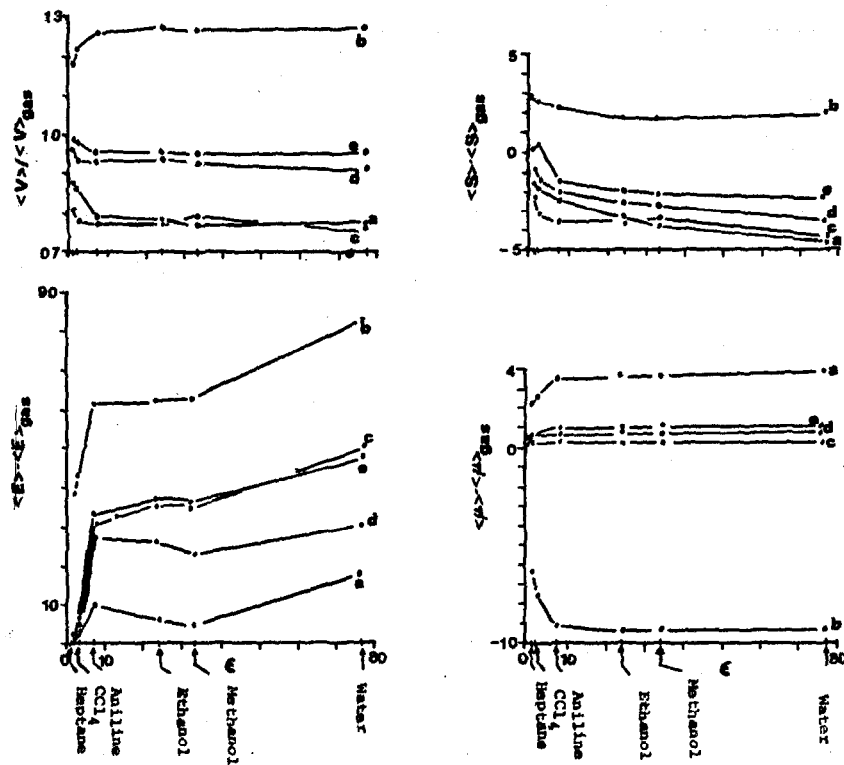 13
10
07
<V>/<V>gas
b
e
d
a
c
5
0
-5
<S>-<S>gas
b
e
d
c
a
90
10
<E>-<E>gas
b
c
e
d
a
0 10 80
ϵ
Heptane
CCl4
Aniline
Ethanol
Methanol
Water
4
0
-10
gas
a
e
d
c
b
0 10 80
ϵ
Heptane
CCl4
Aniline
Ethanol
Methanol
Water